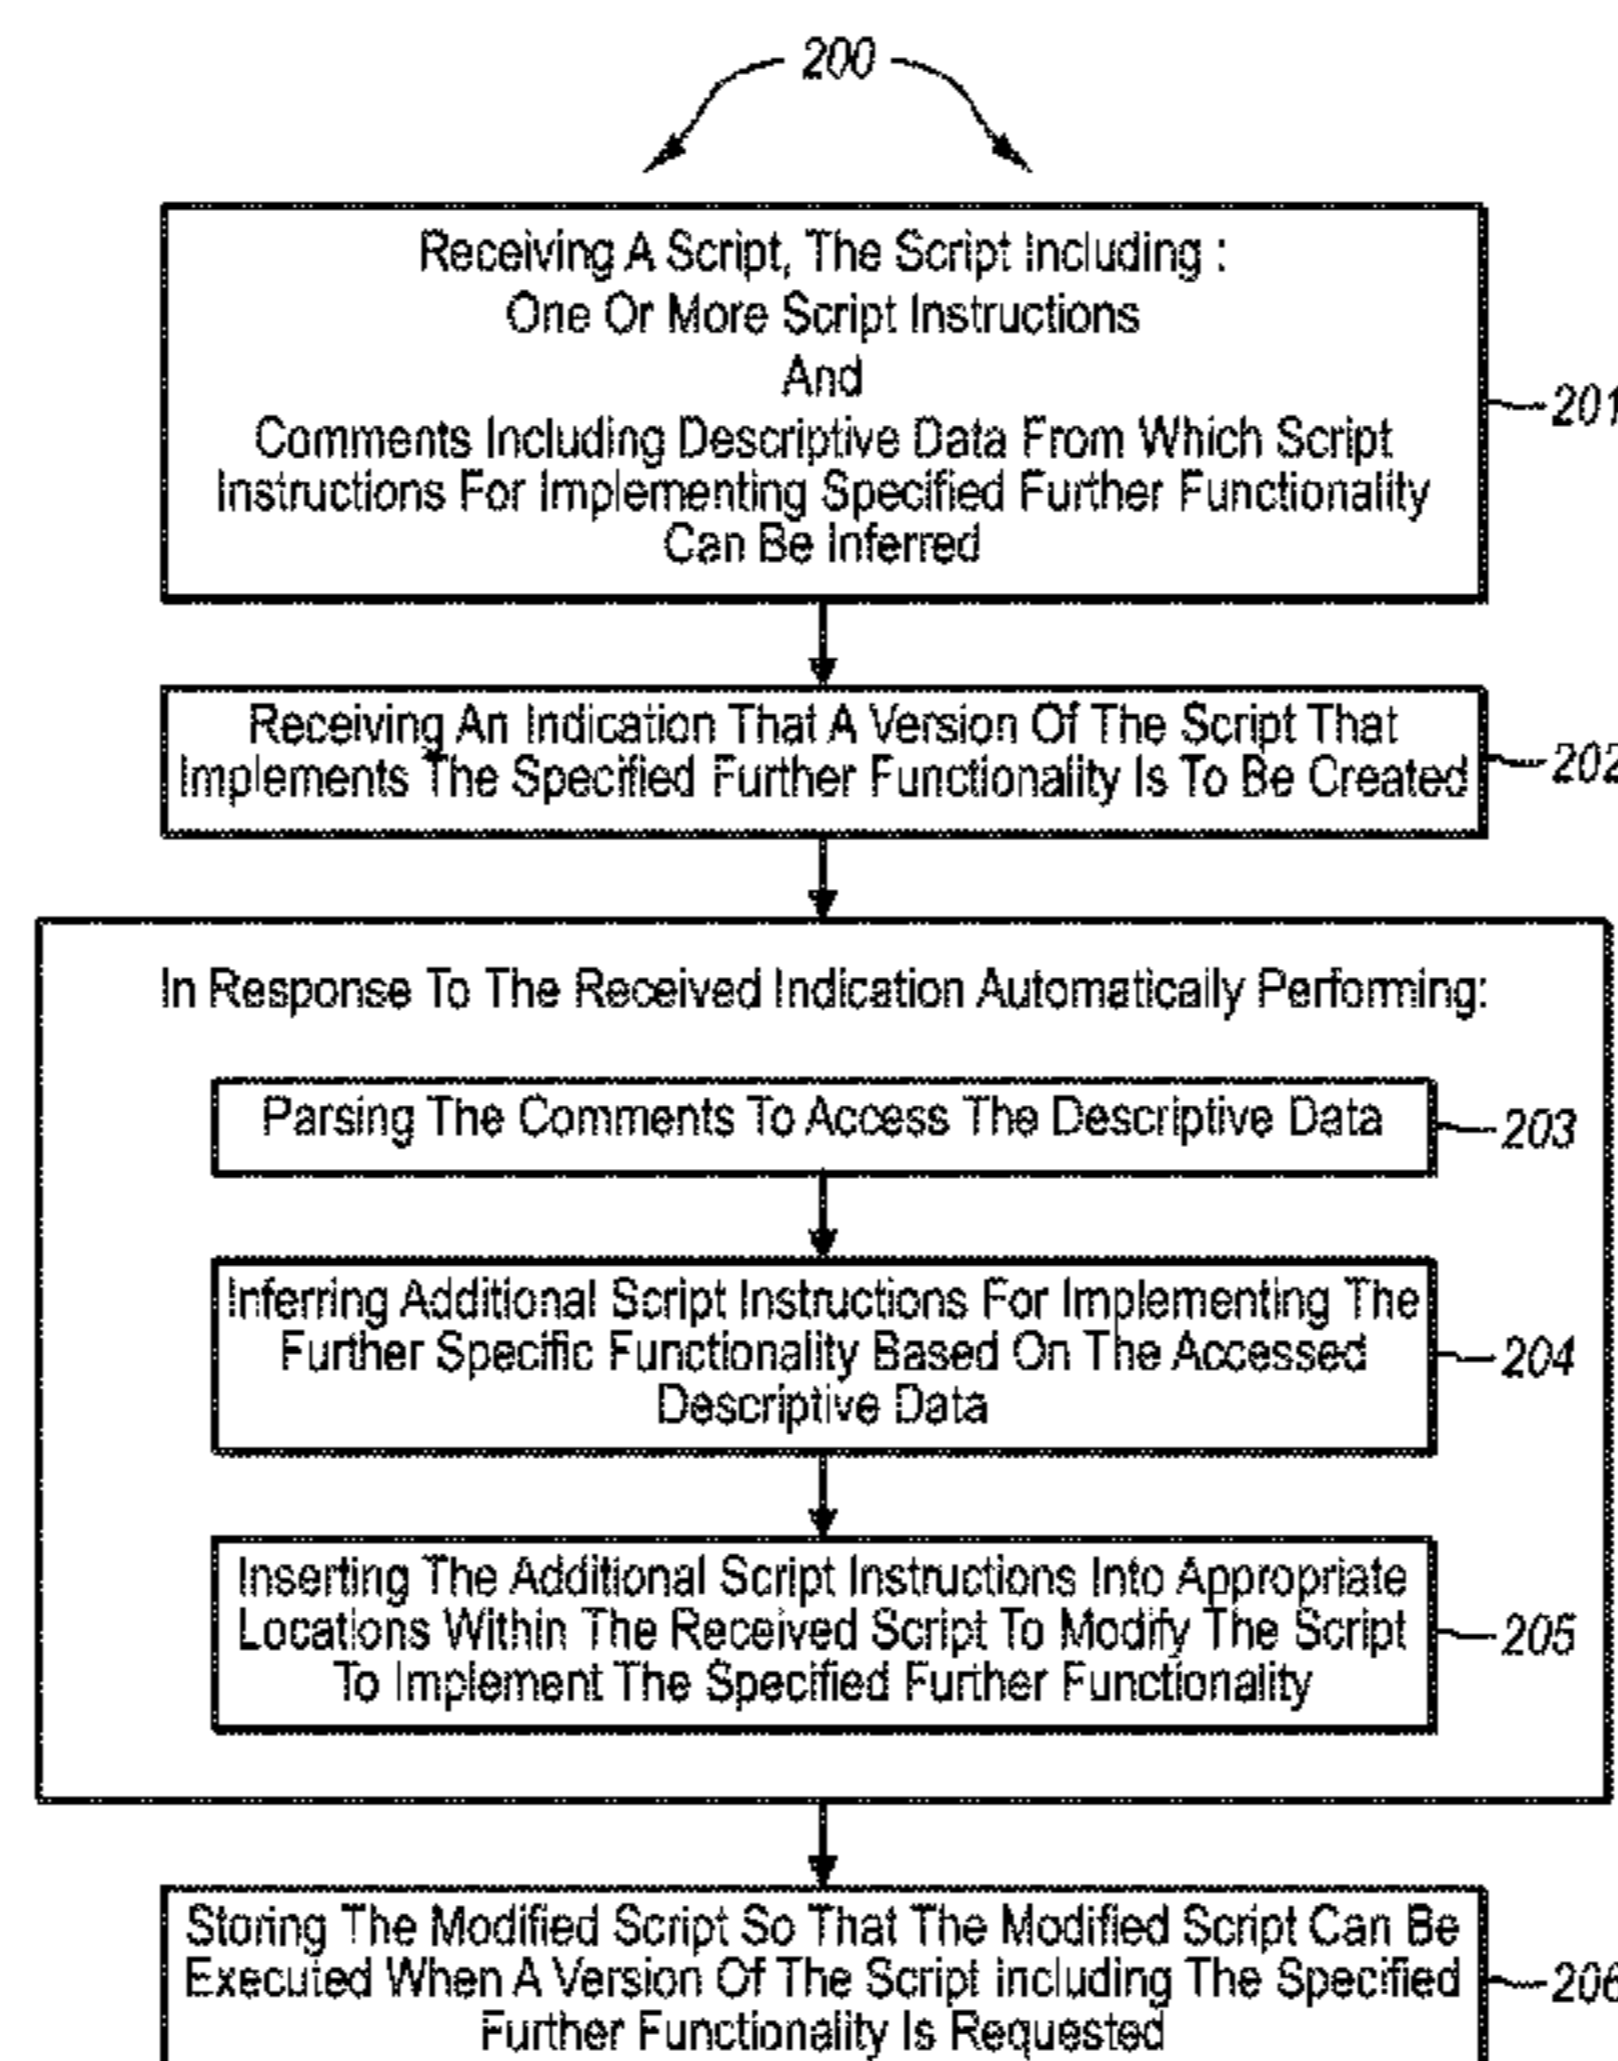 200
Receiving A Script, The Script Including :
One Or More Script Instructions
And
Comments Including Descriptive Data From Which Script
Instructions For Implementing Specified Further Functionality
Can Be Inferred
201
Receiving An Indication That A Version Of The Script That
Implements The Specified Further Functionality Is To Be Created
202
In Response To The Received Indication Automatically Performing:
Parsing The Comments To Access The Descriptive Data
203
Inferring Additional Script Instructions For Implementing The
Further Specific Functionality Based On The Accessed
Descriptive Data
204
Inserting The Additional Script Instructions Into Appropriate
Locations Within The Received Script To Modify The Script
To Implement The Specified Further Functionality
205
Storing The Modified Script So That The Modified Script Can Be
Executed When A Version Of The Script Including The Specified
Further Functionality Is Requested
206